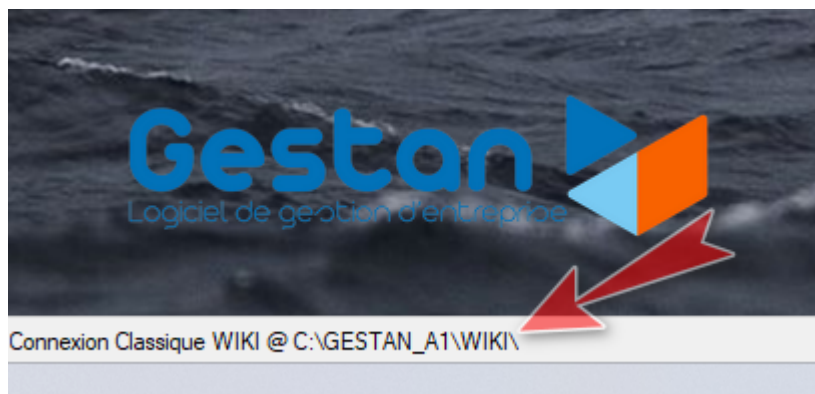 Gestan
Logiciel de gestion d'entreprise
Connexion Classique WIKI @ C:\GESTAN_A1\WIKI\